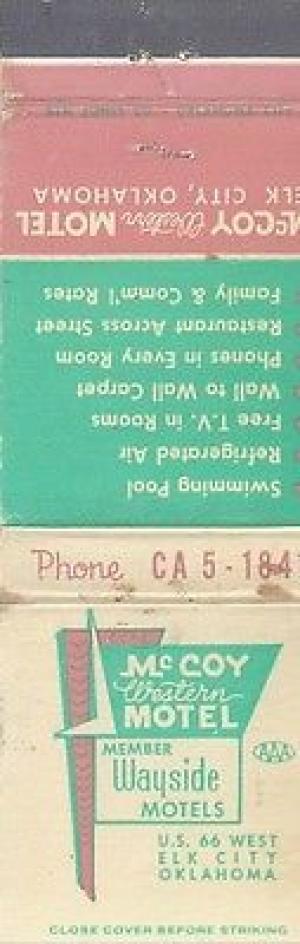 McCOY Western MOTEL
ELK CITY, OKLAHOMA
Swimming Pool
Refrigerated Air
Free T.V. in Rooms
Wall to Wall Carpet
Phones in Every Room
Restaurant Across Street
Family & Comm'l Rates
Phone CA 5-184
McCOY
Western
MOTEL
MEMBER
Wayside
MOTELS
AAA
U.S. 66 WEST
ELK CITY
OKLAHOMA
CLOSE COVER BEFORE STRIKING